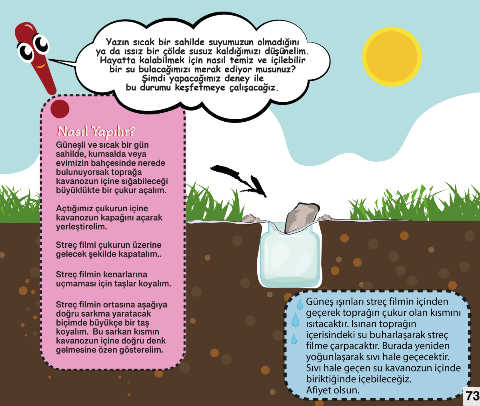 Yazın sıcak bir sahilde suyumuzun olmadığını
ya da ıssız bir çölde susuz kaldığımızı düşünelim.
Hayatta kalabilmek için nasıl temiz ve içilebilir
bir su bulacağımızı merak ediyor musunuz?
Şimdi yapacağımız deney ile
bu durumu keşfetmeye çalışacağız.
Nasıl Yapılır?
Güneşli ve sıcak bir gün
sahilde, kumsalda veya
evimizin bahçesinde nerede
bulunuyorsak toprağa
kavanozun içine sığabileceği
büyüklükte bir çukur açalım.
Açtığımız çukurun içine
kavanozun kapağını açarak
yerleştirelim.
Streç filmi çukurun üzerine
gelecek şekilde kapatalım..
Streç filmin kenarlarına
uçmaması için taşlar koyalım.
Streç filmin ortasına aşağıya
doğru sarkma yaratacak
biçimde büyükçe bir taş
koyalım. Bu sarkan kısmın
kavanozun içine doğru denk
gelmesine özen gösterelim.
Güneş ışınları streç filmin içinden
geçerek toprağın çukur olan kısmını
ısıtacaktır. Isınan toprağın
içerisindeki su buharlaşarak streç
filme çarpacaktır. Burada yeniden
yoğunlaşarak sıvı hale geçecektir.
Sıvı hale geçen su kavanozun içinde
biriktiğinde içebileceğiz.
Afiyet olsun.
73